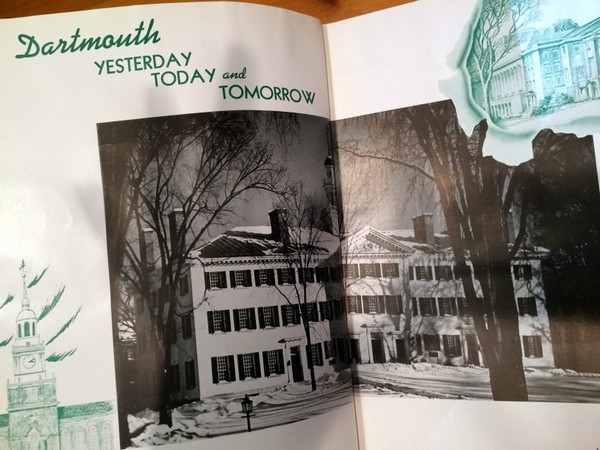 Dartmouth
YESTERDAY
TODAY and
TOMORROW